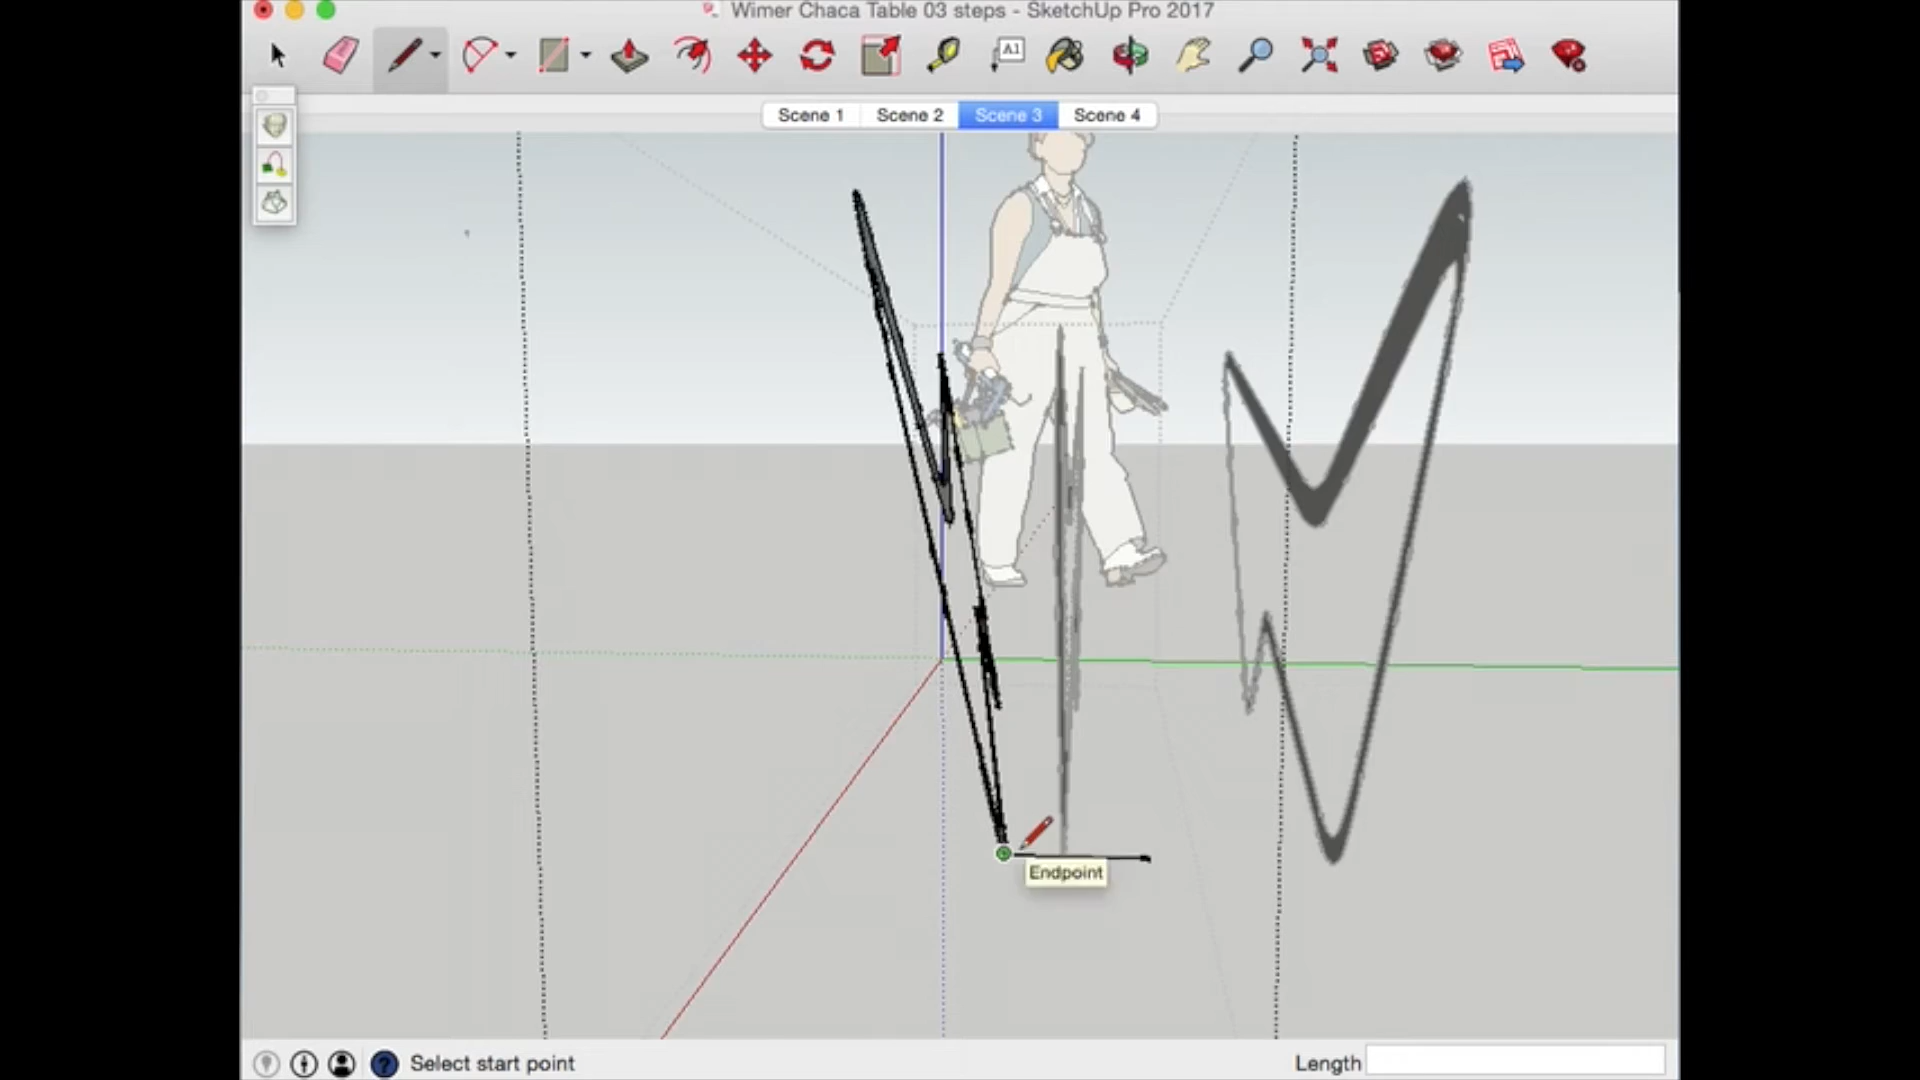 Wimer Chaca Table 03 steps - SketchUp Pro 2017
A1
Scene 1 Scene 2 Scene 3 Scene 4
Endpoint
? Select start point Length